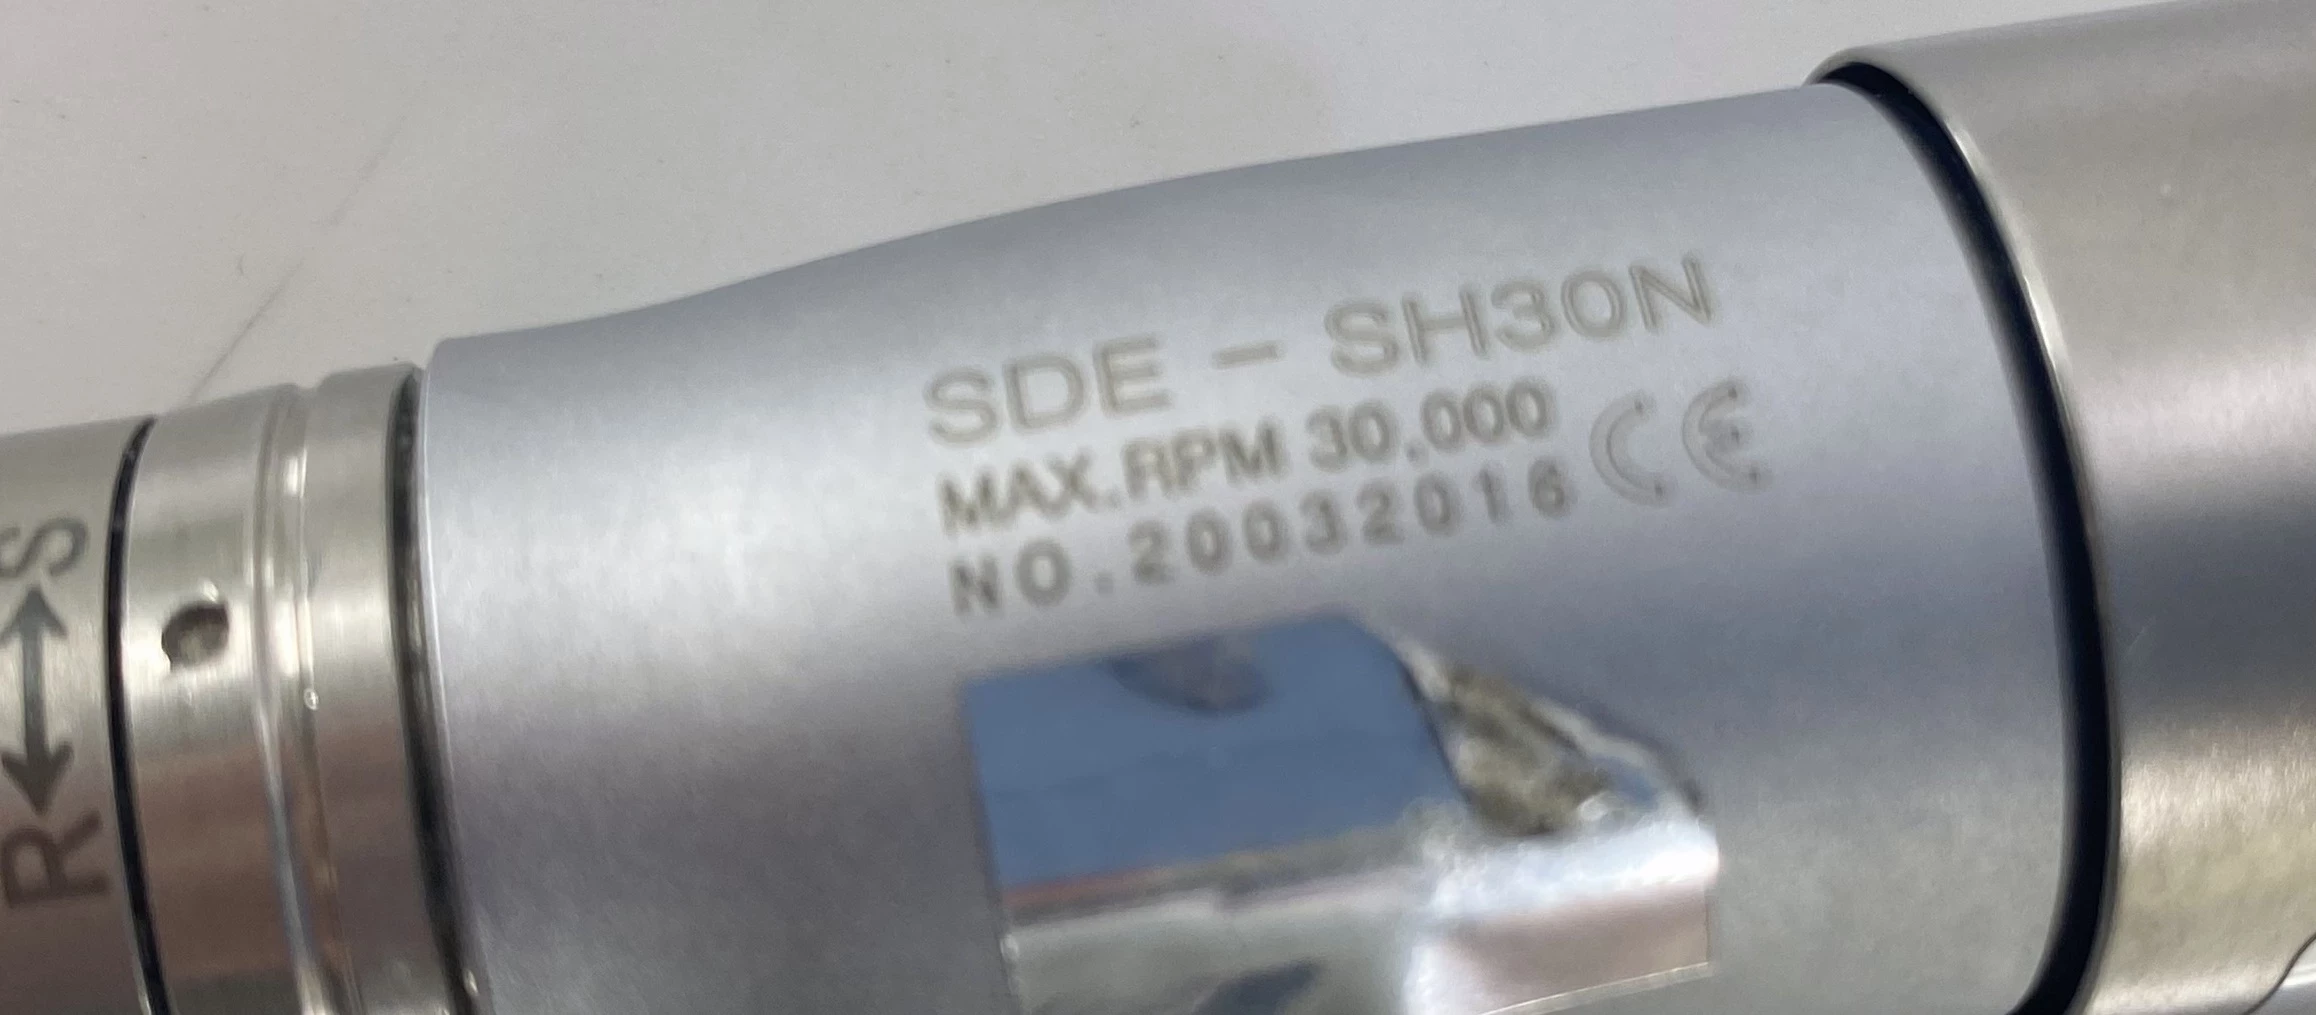 SDE - SH30N
MAX.RPM 30,000
NO.20032016 CE
S
R